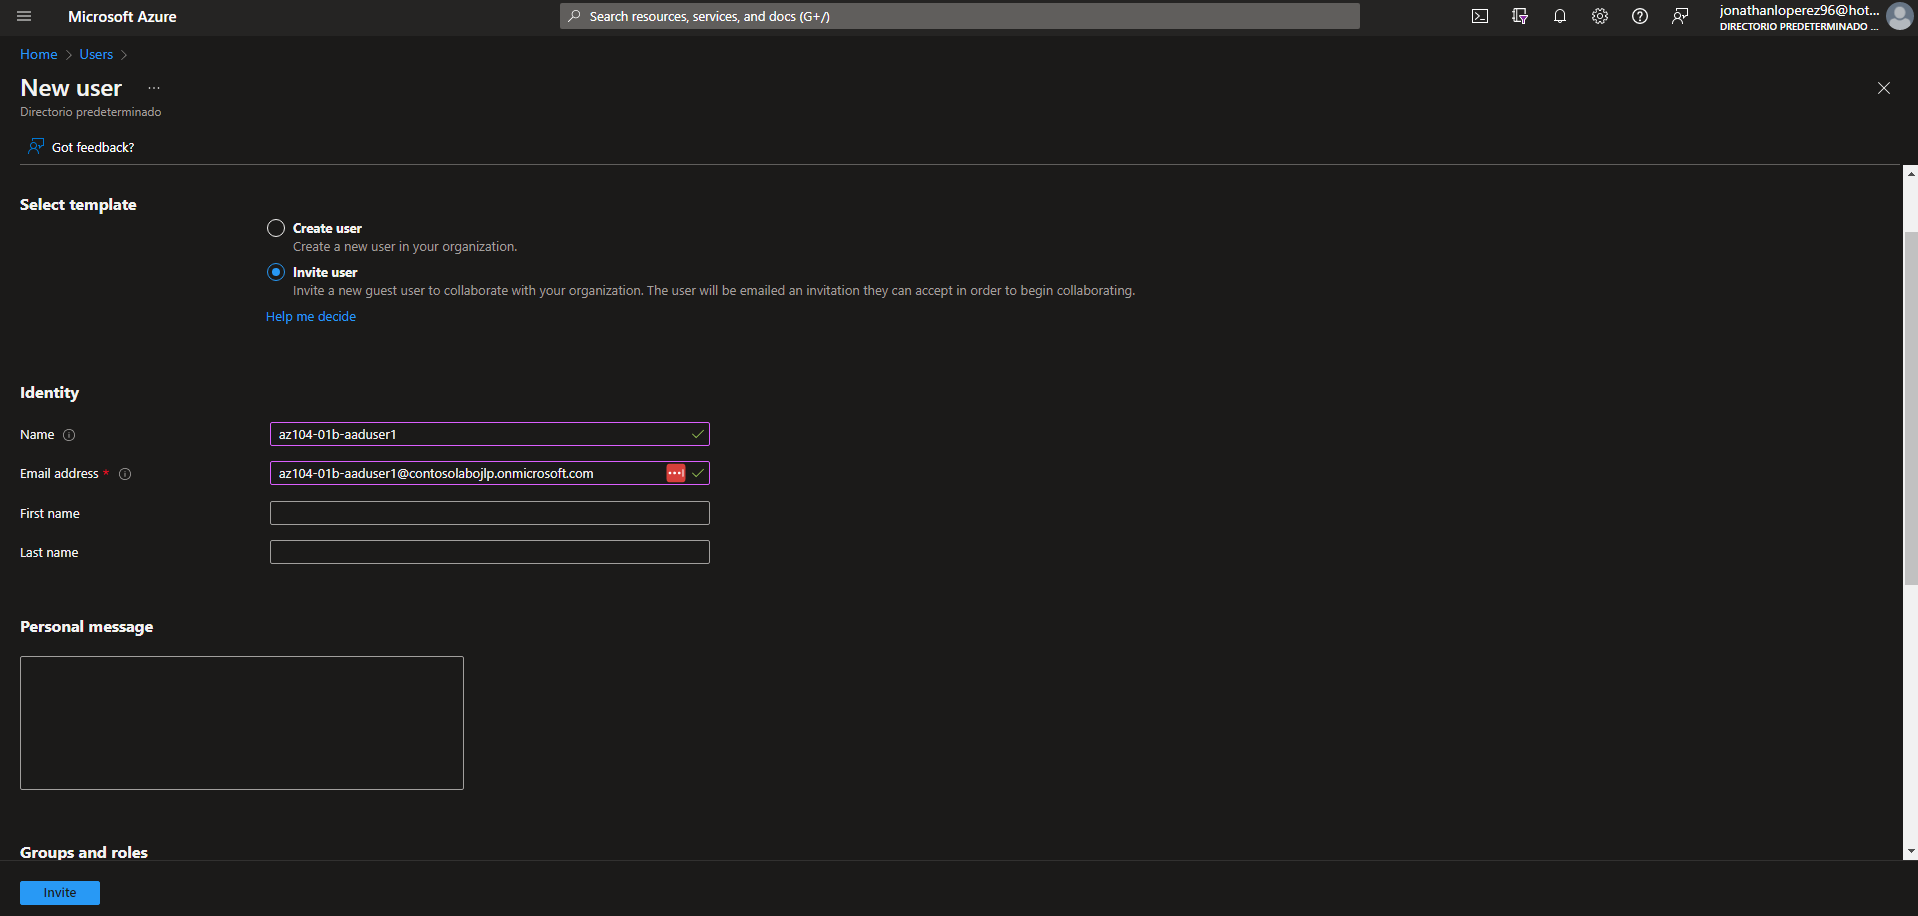 Microsoft Azure
Search resources, services, and docs (G+/)
jonathanloperez96@hot...
DIRECTORIO PREDETERMINADO ...
Home > Users >
New user ...
Directorio predeterminado
Got feedback?
Select template
Create user
Create a new user in your organization.
Invite user
Invite a new guest user to collaborate with your organization. The user will be emailed an invitation they can accept in order to begin collaborating.
Help me decide
Identity
Name az104-01b-aaduser1
Email address * az104-01b-aaduser1@contosolabojlp.onmicrosoft.com
First name
Last name
Personal message
Groups and roles
Invite